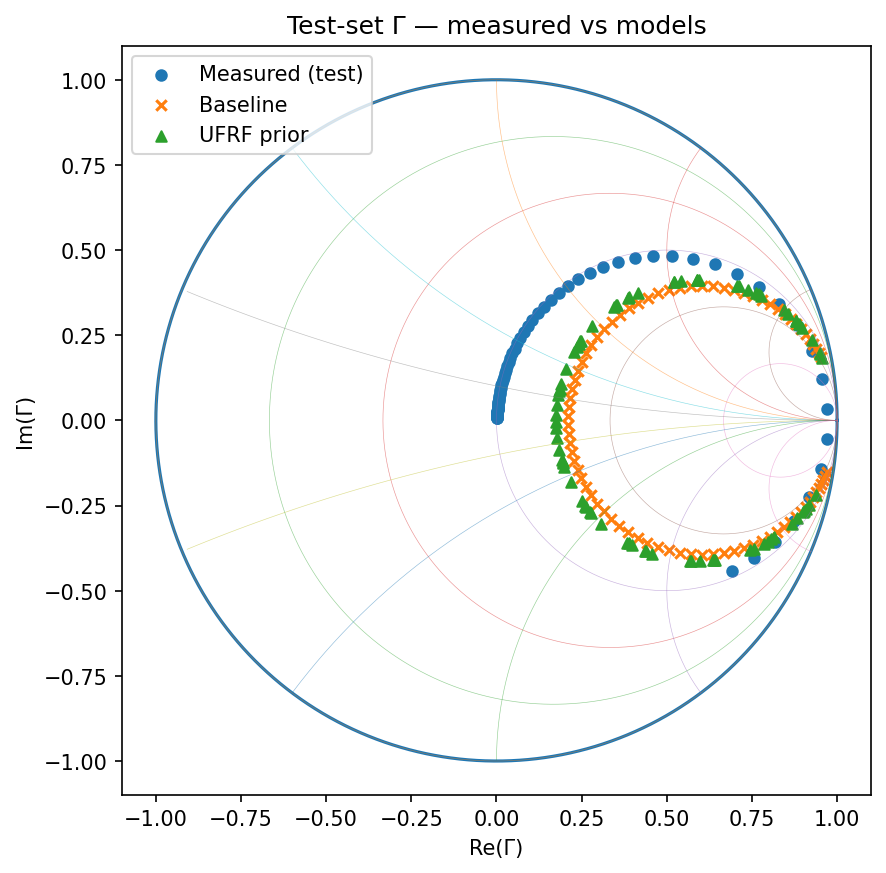 Test-set Γ — measured vs models
Measured (test)
Baseline
UFRF prior
Im(Γ)
1.00
0.75
0.50
0.25
0.00
−0.25
−0.50
−0.75
−1.00
−1.00 −0.75 −0.50 −0.25 0.00 0.25 0.50 0.75 1.00
Re(Γ)